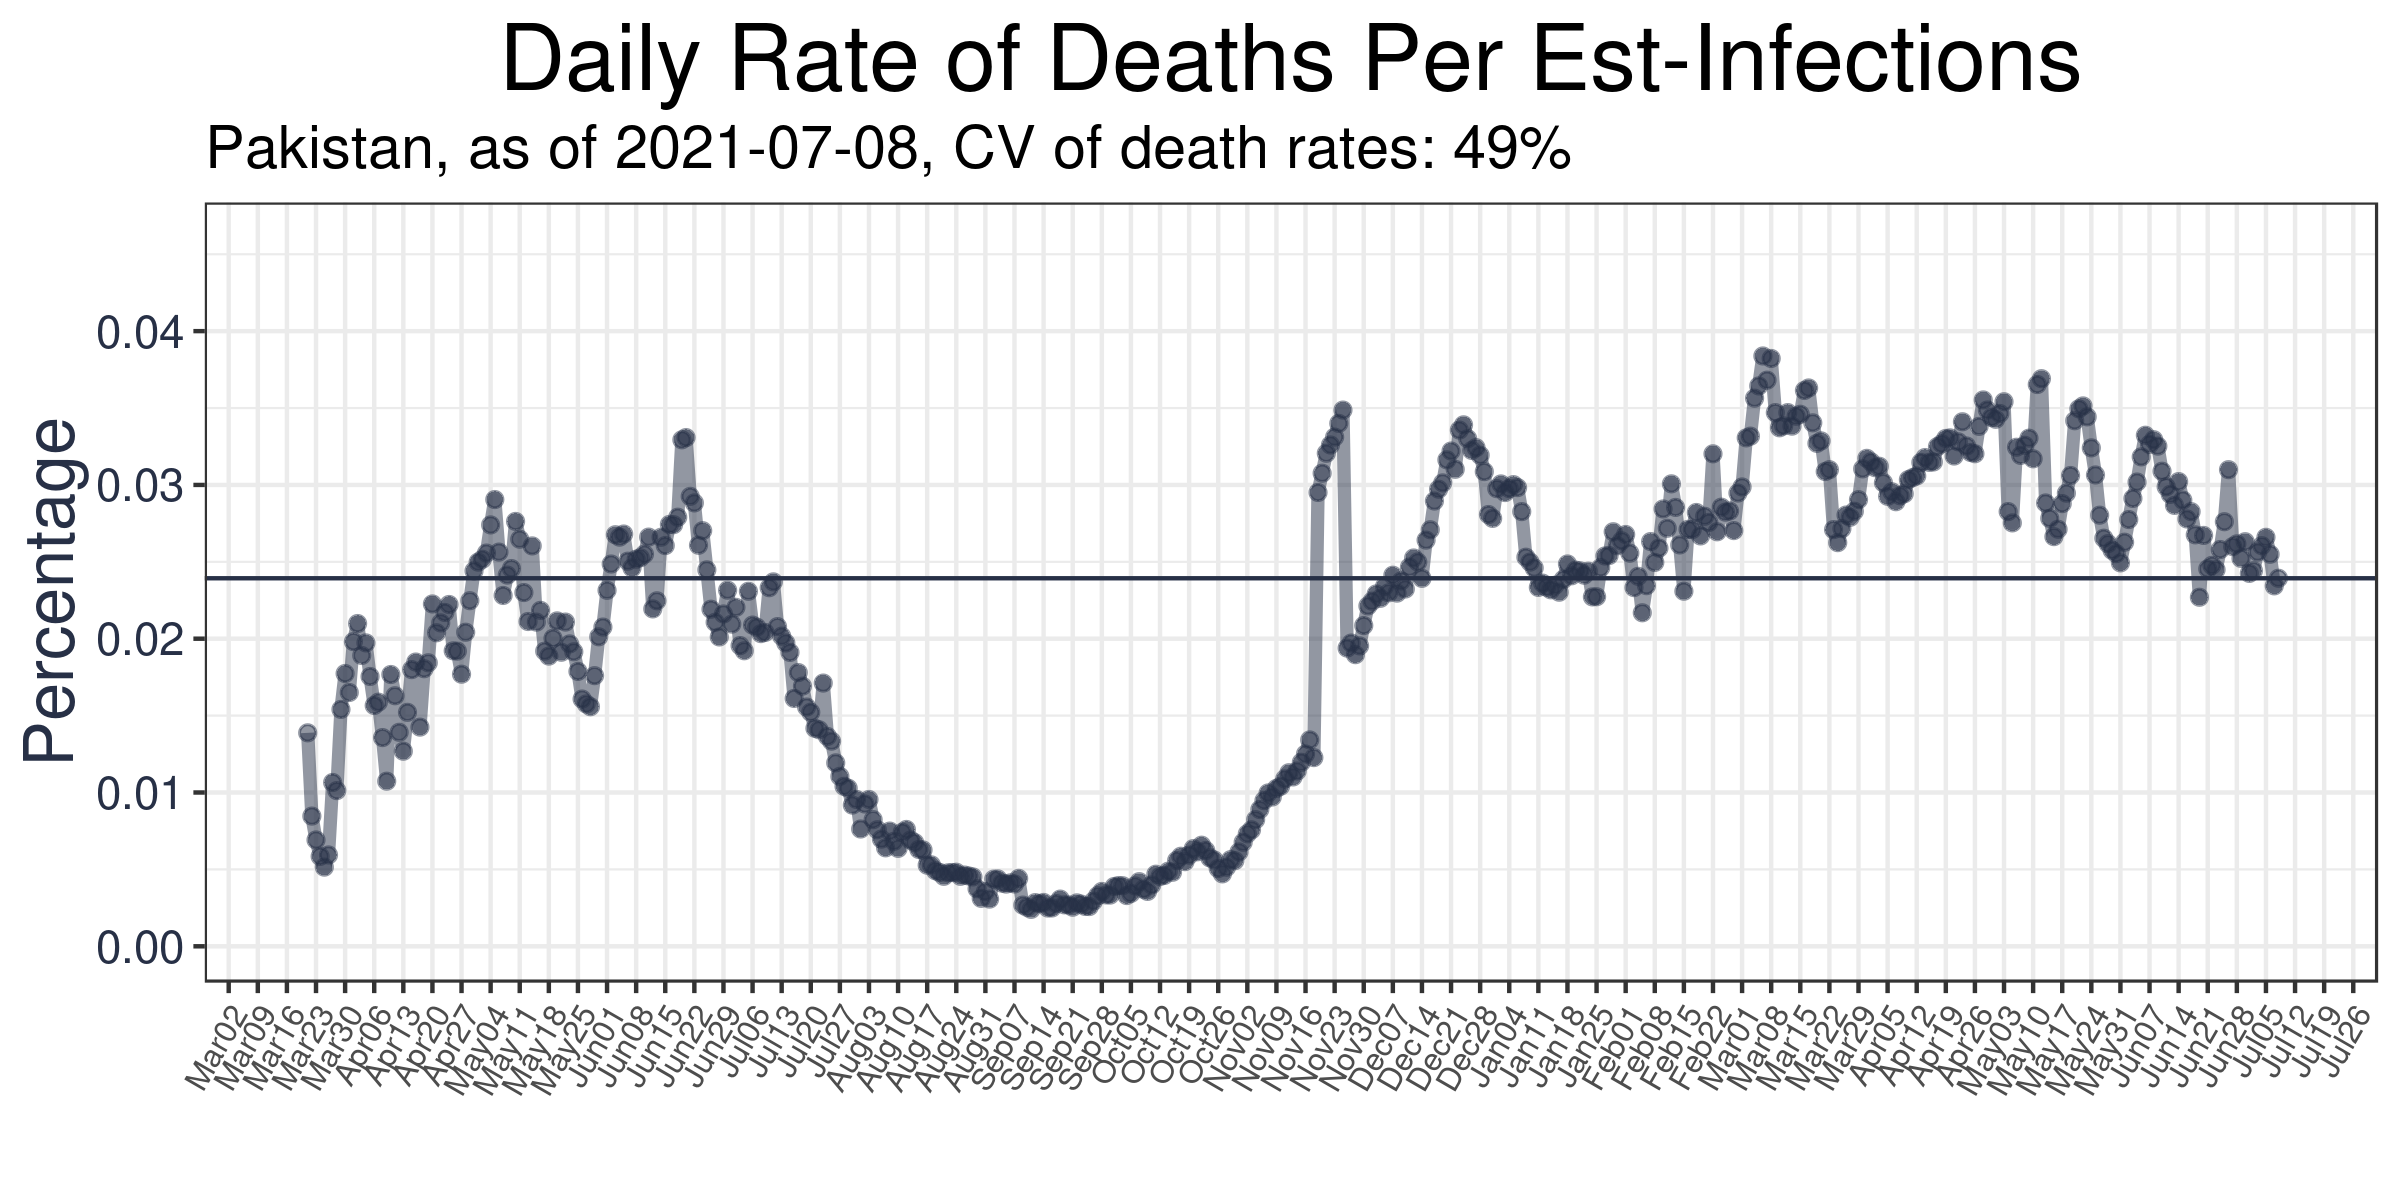 Daily Rate of Deaths Per Est-Infections
Pakistan, as of 2021-07-08, CV of death rates: 49%
Percentage
0.04
0.03
0.02
0.01
0.00
Mar02
Mar09
Mar16
Mar23
Mar30
Apr06
Apr13
Apr20
Apr27
May04
May11
May18
May25
Jun01
Jun08
Jun15
Jun22
Jun29
Jul06
Jul13
Jul20
Jul27
Aug03
Aug10
Aug17
Aug24
Aug31
Sep07
Sep14
Sep21
Sep28
Oct05
Oct12
Oct19
Oct26
Nov02
Nov09
Nov16
Nov23
Nov30
Dec07
Dec14
Dec21
Dec28
Jan04
Jan11
Jan18
Jan25
Feb01
Feb08
Feb15
Feb22
Mar01
Mar08
Mar15
Mar22
Mar29
Apr05
Apr12
Apr19
Apr26
May03
May10
May17
May24
May31
Jun07
Jun14
Jun21
Jun28
Jul05
Jul12
Jul19
Jul26